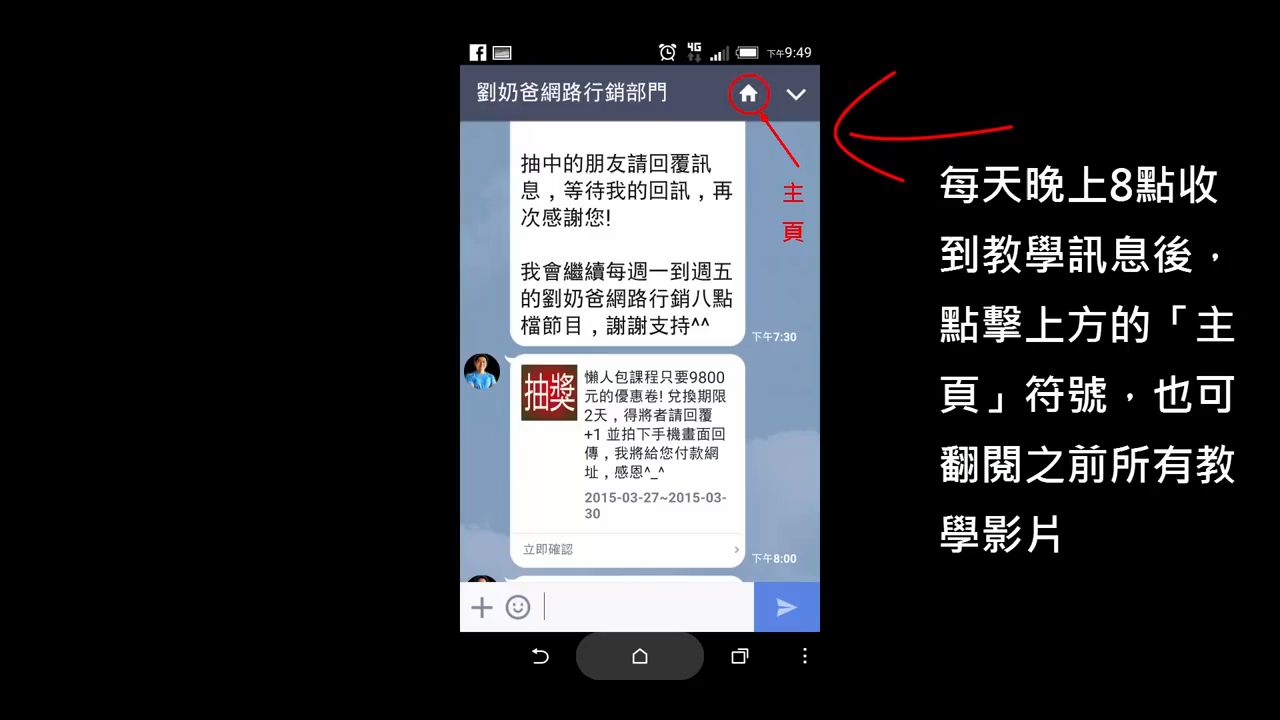 4G
下午9:49
劉奶爸網路行銷部門
主
頁
抽中的朋友請回覆訊
息，等待我的回訊，再
次感謝您!
我會繼續每週一到週五
的劉奶爸網路行銷八點
檔節目，謝謝支持^^
下午7:30
抽獎
懶人包課程只要9800
元的優惠卷! 兌換期限
2天，得將者請回覆
+1 並拍下手機畫面回
傳，我將給您付款網
址，感恩^_^
2015-03-27~2015-03-
30
立即確認
下午8:00
每天晚上8點收
到教學訊息後，
點擊上方的「主
頁」符號，也可
翻閱之前所有教
學影片